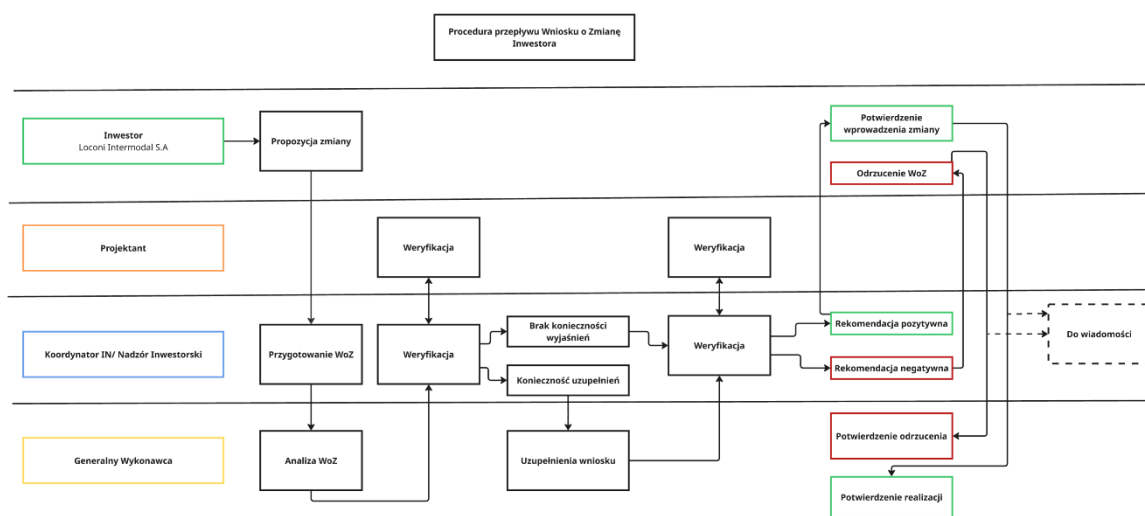 Procedura przepływu Wniosku o Zmianę
Inwestora
Inwestor
Loconi Intermodal S.A
Propozycja zmiany
Potwierdzenie
wprowadzenia zmiany
Odrzucenie WoZ
Projektant
Weryfikacja
Weryfikacja
Koordynator IN/ Nadzór Inwestorski
Przygotowanie WoZ
Weryfikacja
Brak konieczności
wyjaśnień
Konieczność uzupełnień
Weryfikacja
Rekomendacja pozytywna
Rekomendacja negatywna
Do wiadomości
Generalny Wykonawca
Analiza WoZ
Uzupełnienia wniosku
Potwierdzenie odrzucenia
Potwierdzenie realizacji